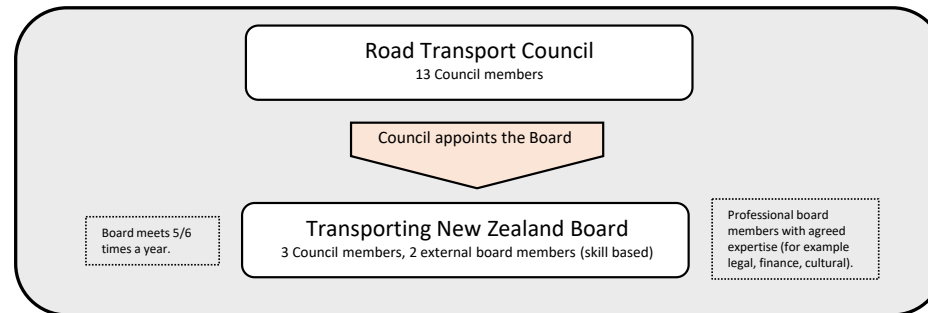 Road Transport Council
13 Council members
Council appoints the Board
Board meets 5/6
times a year.
Transporting New Zealand Board
3 Council members, 2 external board members (skill based)
Professional board
members with agreed
expertise (for example
legal, finance, cultural).